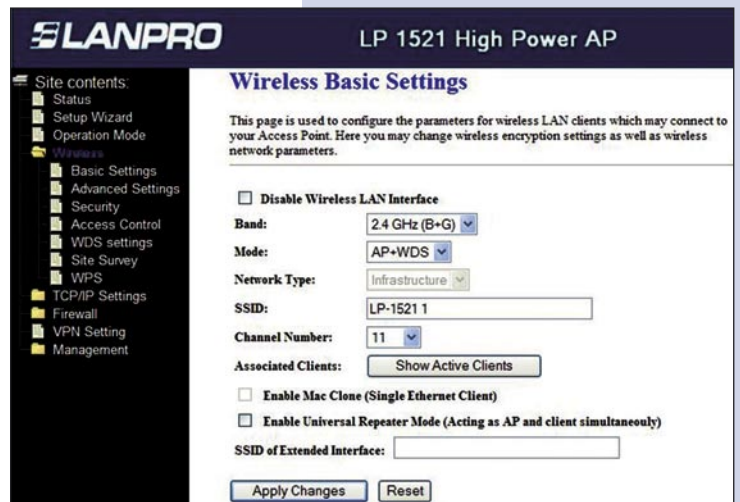 LANPRO
LP 1521 High Power AP
Site contents:
Status
Setup Wizard
Operation Mode
Wireless
Basic Settings
Advanced Settings
Security
Access Control
WDS settings
Site Survey
WPS
TCP/IP Settings
Firewall
VPN Setting
Management
Wireless Basic Settings
This page is used to configure the parameters for wireless LAN clients which may connect to
your Access Point. Here you may change wireless encryption settings as well as wireless
network parameters.
Disable Wireless LAN Interface
Band: 2.4 GHz (B+G)
Mode: AP+WDS
Network Type: Infrastructure
SSID: LP-1521 1
Channel Number: 11
Associated Clients: Show Active Clients
Enable Mac Clone (Single Ethernet Client)
Enable Universal Repeater Mode (Acting as AP and client simultaneouly)
SSID of Extended Interface:
Apply Changes Reset